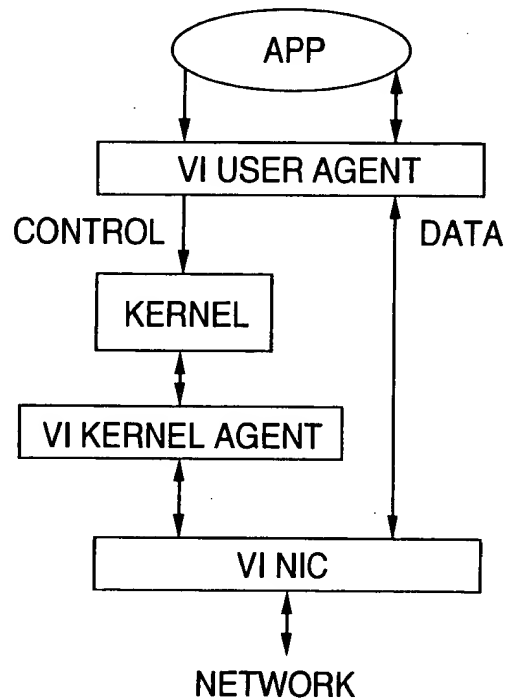 APP
VI USER AGENT
CONTROL
DATA
KERNEL
VI KERNEL AGENT
VI NIC
NETWORK